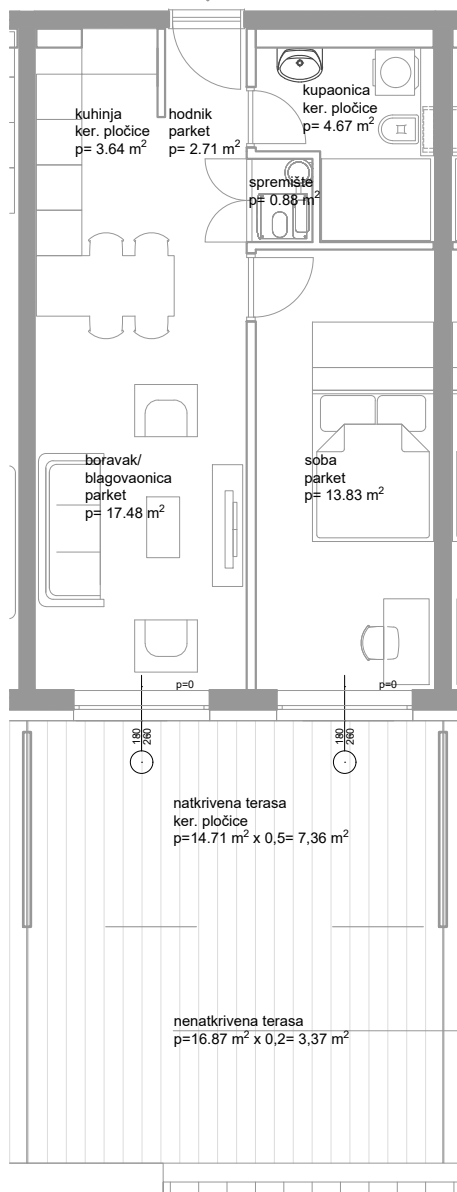 kupaonica
ker. pločice
p= 4.67 m²
kuhinja
ker. pločice
p= 3.64 m²
hodnik
parket
p= 2.71 m²
spremište
p= 0.88 m²
boravak/
blagovaonica
parket
p= 17.48 m²
soba
parket
p= 13.83 m²
p=0
p=0
180
260
180
260
natkrivena terasa
ker. pločice
p=14.71 m² x 0,5= 7,36 m²
nenatkrivena terasa
p=16.87 m² x 0,2= 3,37 m²